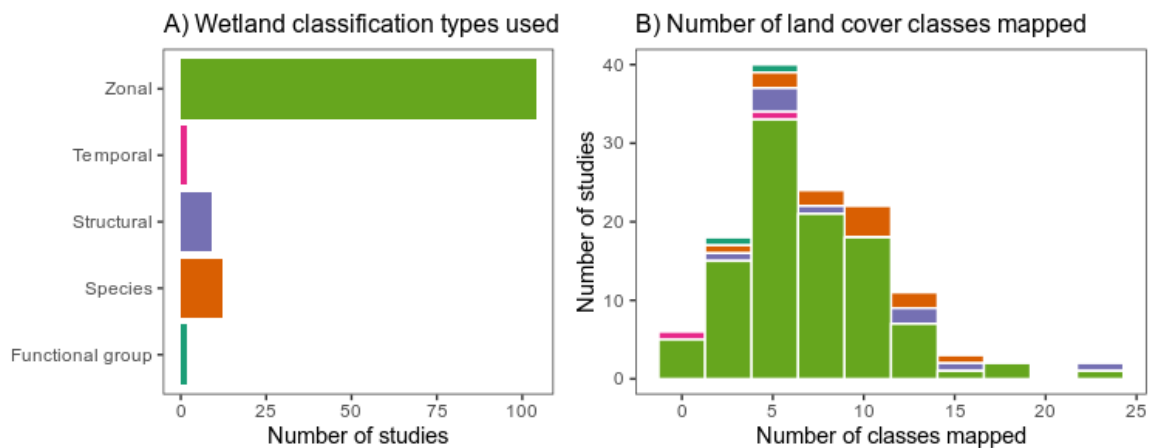 A) Wetland classification types used
Zonal
Temporal
Structural
Species
Functional group
0 25 50 75 100
Number of studies
B) Number of land cover classes mapped
Number of studies
40
30
20
10
0
0 5 10 15 20 25
Number of classes mapped